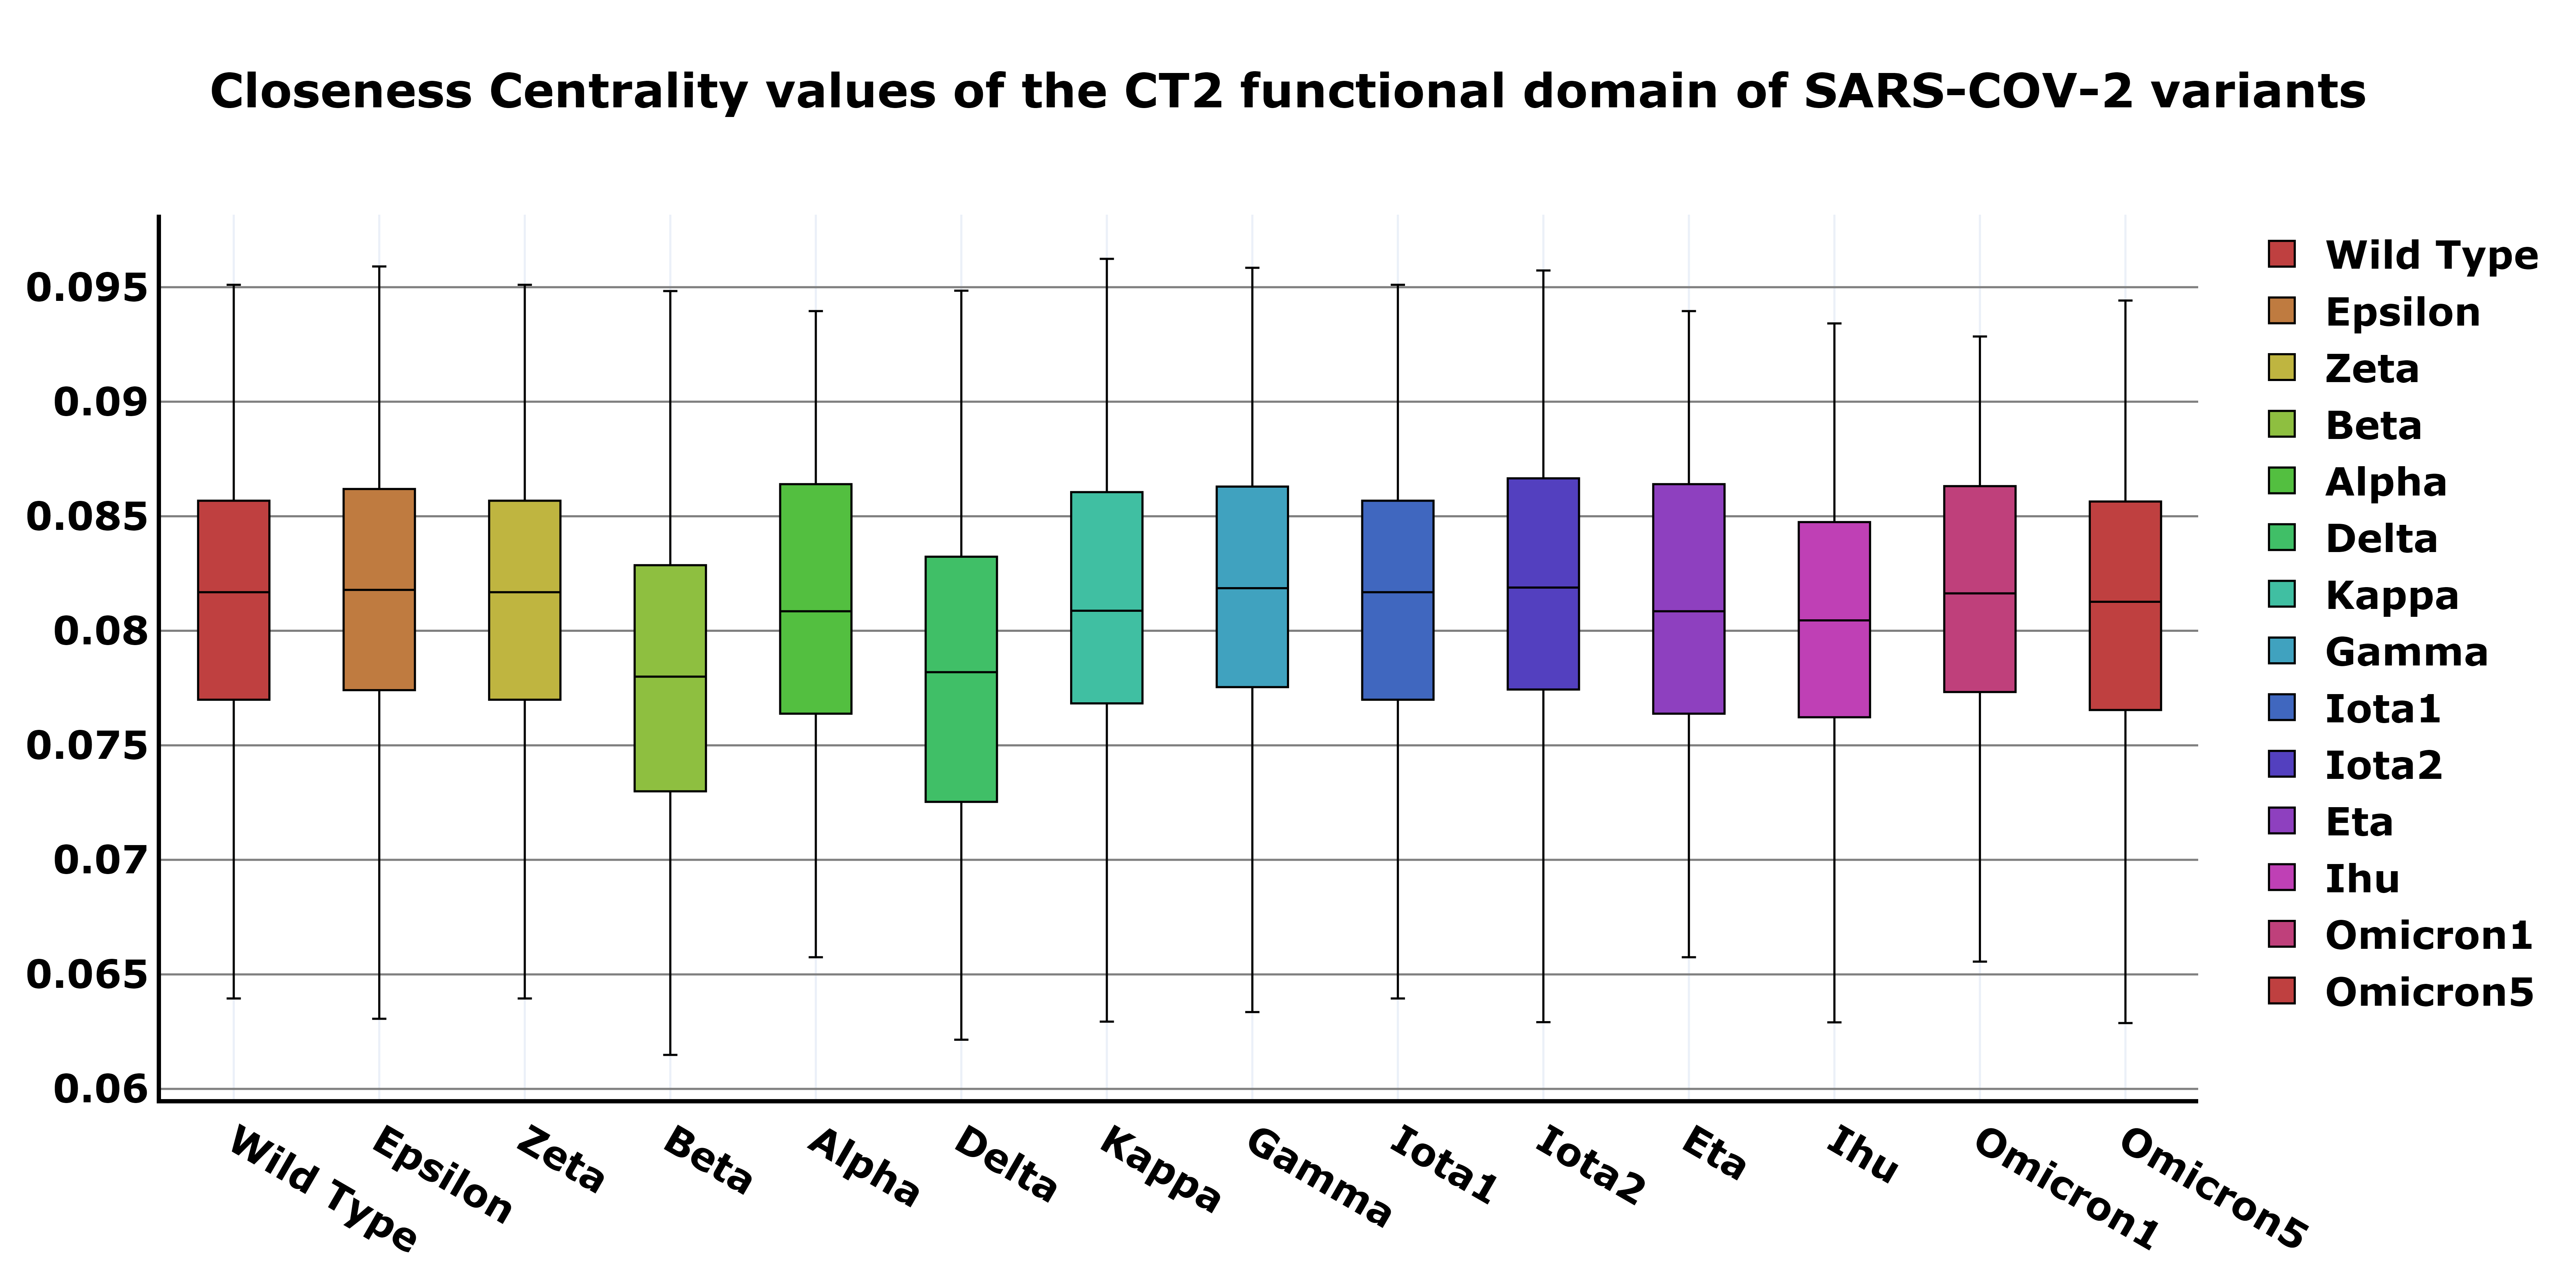 Closeness Centrality values of the CT2 functional domain of SARS-COV-2 variants
0.095
0.09
0.085
0.08
0.075
0.07
0.065
0.06
Wild Type
Epsilon
Zeta
Beta
Alpha
Delta
Kappa
Gamma
Iota1
Iota2
Eta
Ihu
Omicron1
Omicron5
Wild Type
Epsilon
Zeta
Beta
Alpha
Delta
Kappa
Gamma
Iota1
Iota2
Eta
Ihu
Omicron1
Omicron5